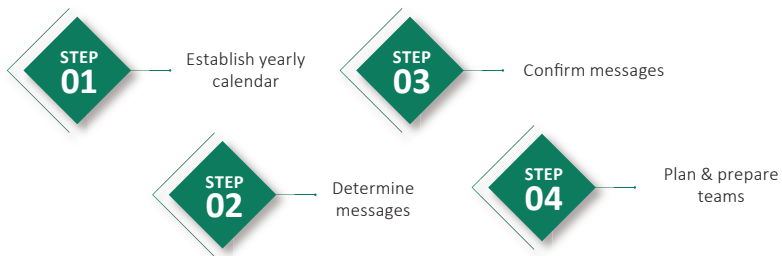 STEP
01
Establish yearly
calendar
STEP
02
Determine
messages
STEP
03
Confirm messages
STEP
04
Plan & prepare
teams